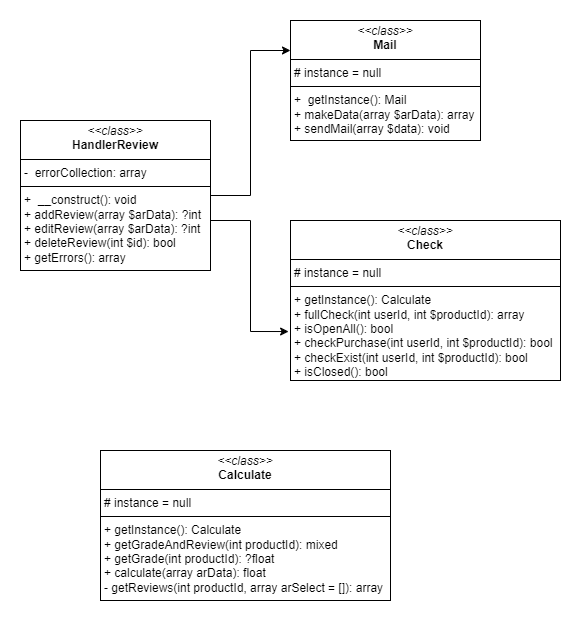 <<class>>
Mail
# instance = null
+ getInstance(): Mail
+ makeData(array $arData): array
+ sendMail(array $data): void
<<class>>
HandlerReview
- errorCollection: array
+ __construct(): void
+ addReview(array $arData): ?int
+ editReview(array $arData): ?int
+ deleteReview(int $id): bool
+ getErrors(): array
<<class>>
Check
# instance = null
+ getInstance(): Calculate
+ fullCheck(int userId, int $productId): array
+ isOpenAll(): bool
+ checkPurchase(int userId, int $productId): bool
+ checkExist(int userId, int $productId): bool
+ isClosed(): bool
<<class>>
Calculate
# instance = null
+ getInstance(): Calculate
+ getGradeAndReview(int productId): mixed
+ getGrade(int productId): ?float
+ calculate(array arData): float
- getReviews(int productId, array arSelect = []): array